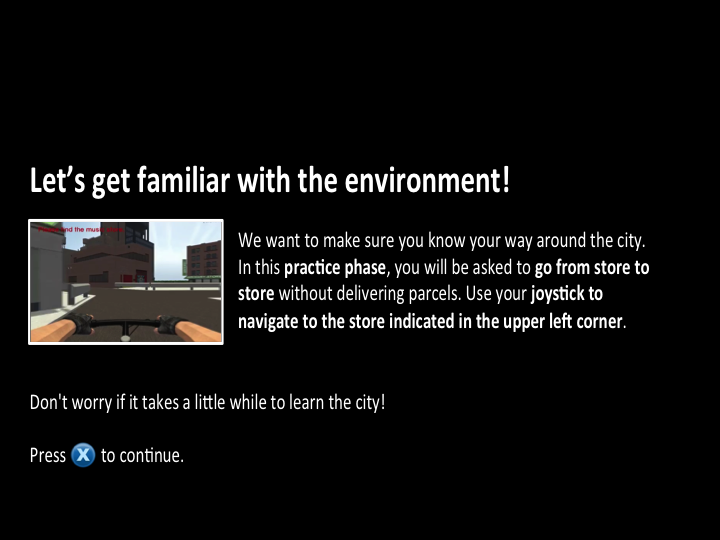 Let's get familiar with the environment!
find the music
We want to make sure you know your way around the city.
In this practice phase, you will be asked to go from store to
store without delivering parcels. Use your joystick to
navigate to the store indicated in the upper left corner.
Don't worry if it takes a little while to learn the city!
Press X to continue.